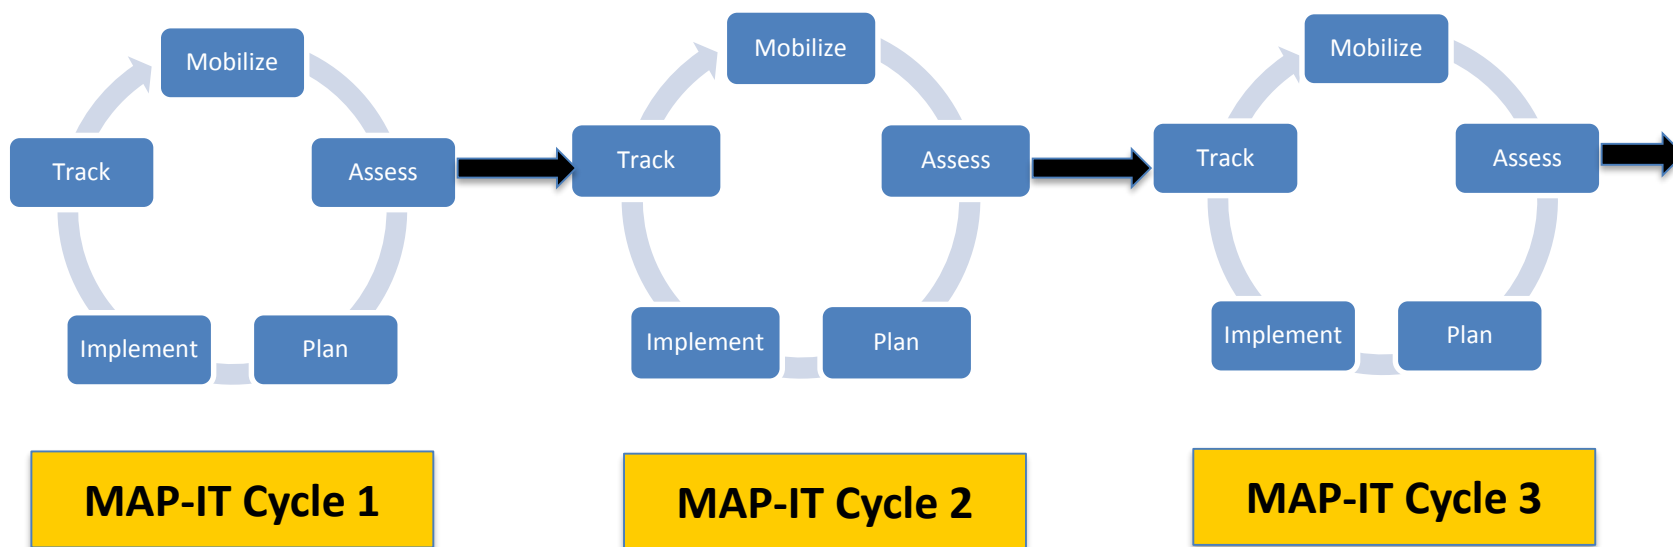 Mobilize
Track
Assess
Implement
Plan
MAP-IT Cycle 1
Mobilize
Track
Assess
Implement
Plan
MAP-IT Cycle 2
Mobilize
Track
Assess
Implement
Plan
MAP-IT Cycle 3